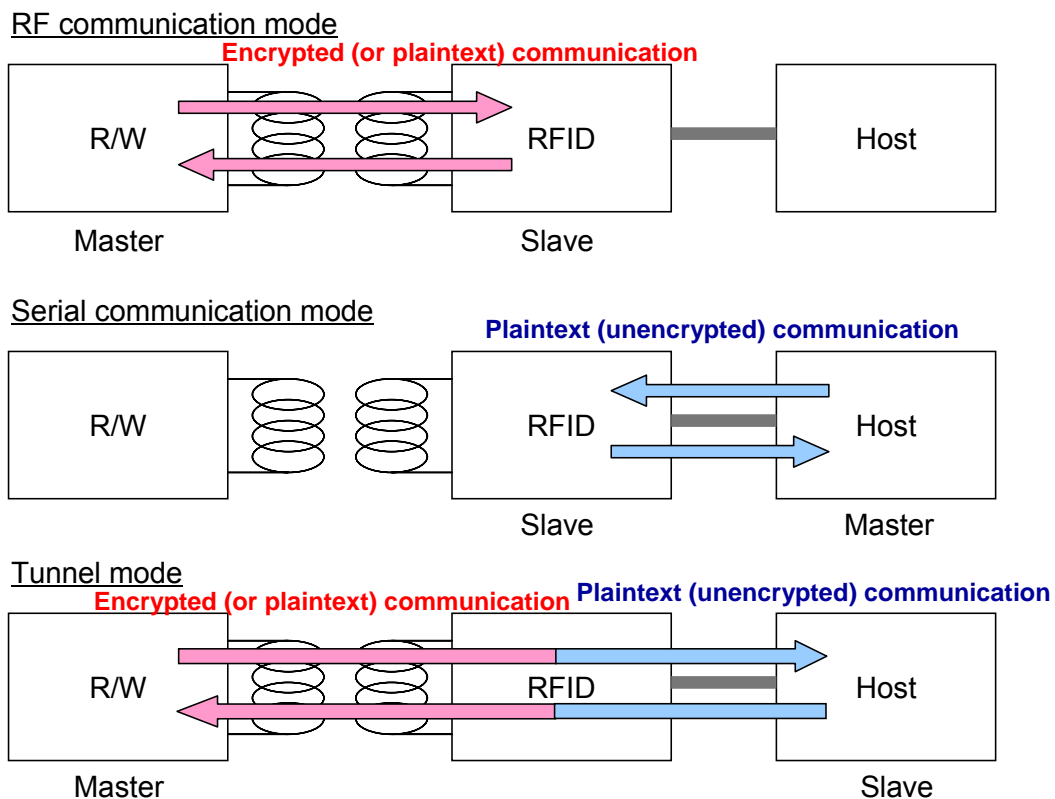 RF communication mode
Encrypted (or plaintext) communication
R/W
RFID
Host
Master
Slave
Serial communication mode
Plaintext (unencrypted) communication
R/W
RFID
Host
Slave
Master
Tunnel mode
Encrypted (or plaintext) communication
Plaintext (unencrypted) communication
R/W
RFID
Host
Master
Slave